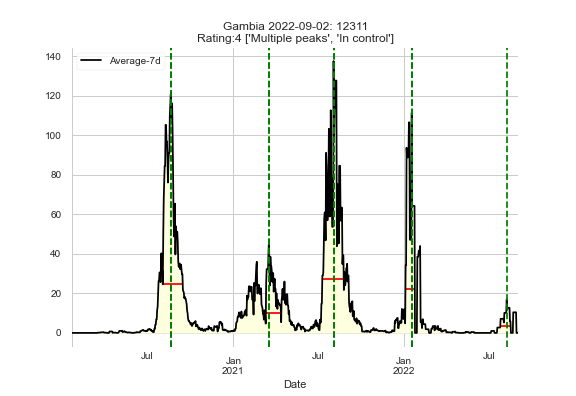 Gambia 2022-09-02: 12311
Rating:4 ['Multiple peaks', 'In control']
Average-7d
140
120
100
80
60
40
20
0
Jul
Jan
2021
Jul
Jan
2022
Jul
Date